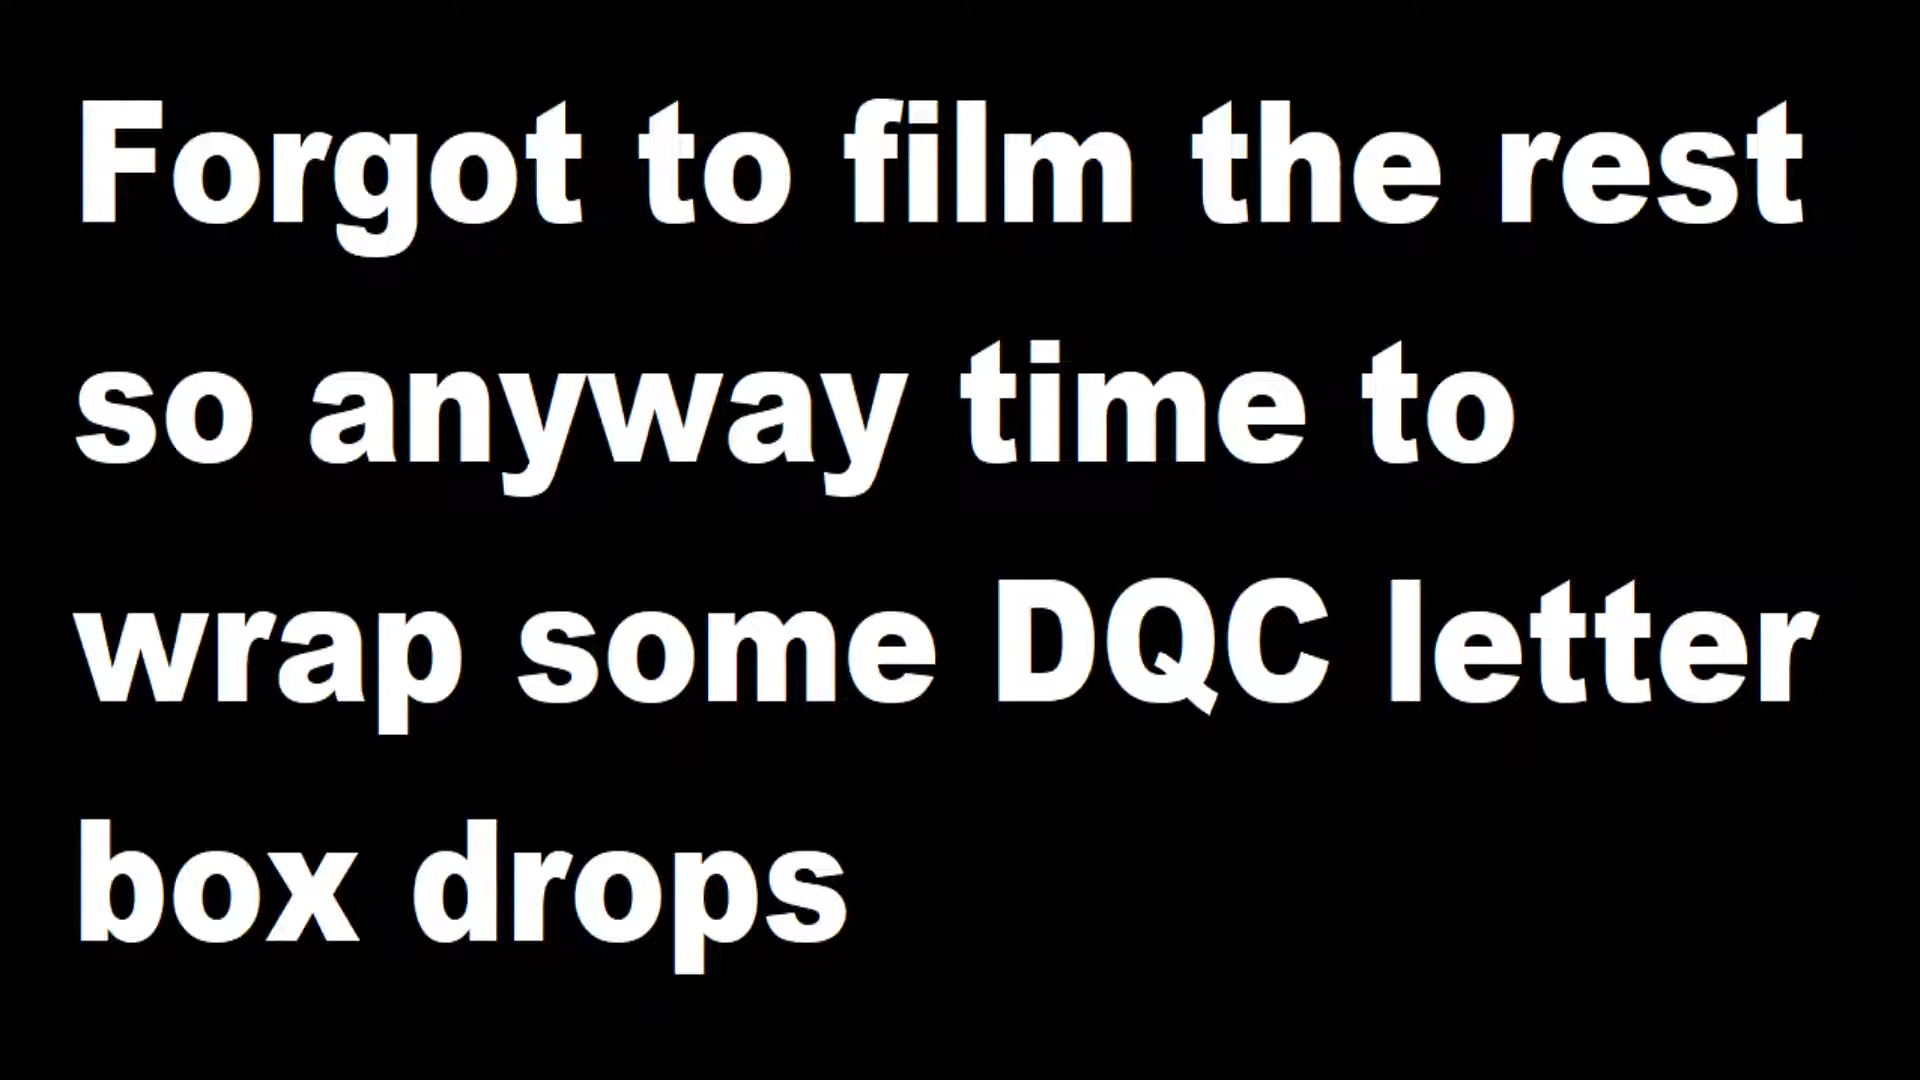 Forgot to film the rest
so anyway time to
wrap some DQC letter
box drops